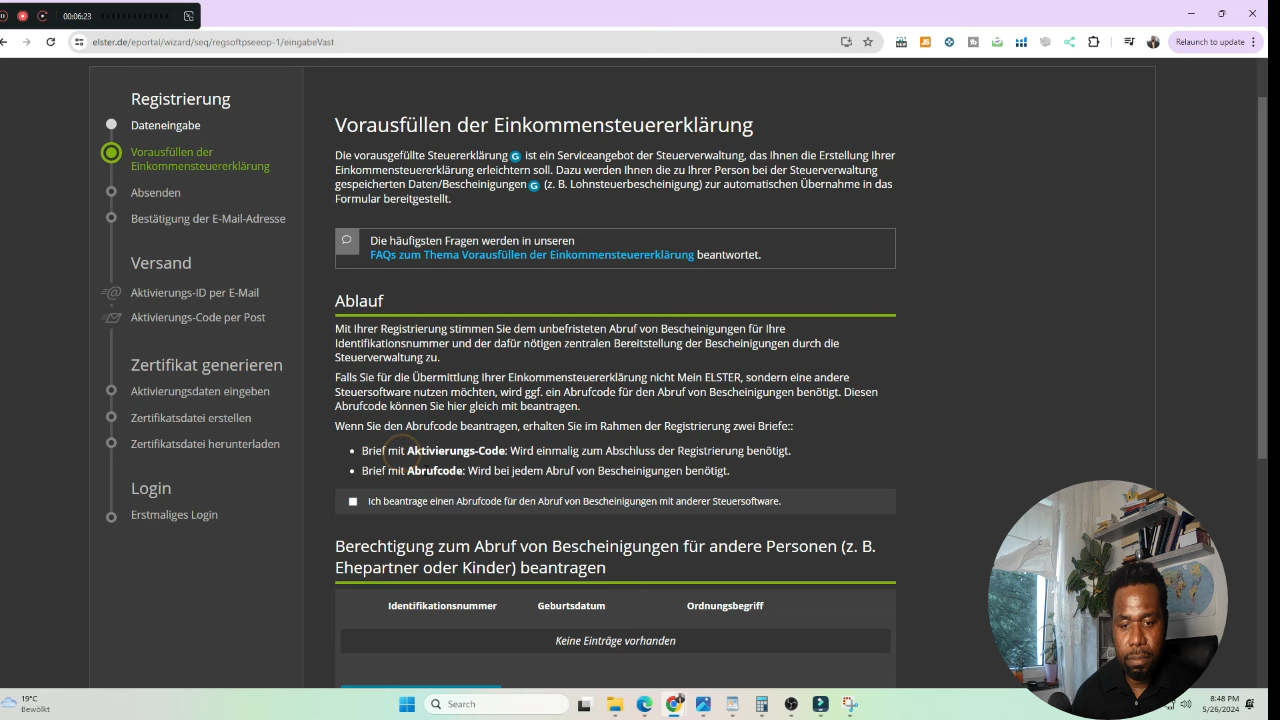 00:06:23
elster.de/eportal/wizard/seq/regsoftpseeop-1/eingabeVast
Relaunch to update
Registrierung
Dateneingabe
Vorausfüllen der
Einkommensteuererklärung
Absenden
Bestätigung der E-Mail-Adresse
Versand
Aktivierungs-ID per E-Mail
Aktivierungs-Code per Post
Zertifikat generieren
Aktivierungsdaten eingeben
Zertifikatsdatei erstellen
Zertifikatsdatei herunterladen
Login
Erstmaliges Login
Vorausfüllen der Einkommensteuererklärung
Die vorausgefüllte Steuererklärung G ist ein Serviceangebot der Steuerverwaltung, das Ihnen die Erstellung Ihrer
Einkommensteuererklärung erleichtern soll. Dazu werden Ihnen die zu Ihrer Person bei der Steuerverwaltung
gespeicherten Daten/Bescheinigungen G (z. B. Lohnsteuerbescheinigung) zur automatischen Übernahme in das
Formular bereitgestellt.
Die häufigsten Fragen werden in unseren
FAQs zum Thema Vorausfüllen der Einkommensteuererklärung beantwortet.
Ablauf
Mit Ihrer Registrierung stimmen Sie dem unbefristeten Abruf von Bescheinigungen für Ihre
Identifikationsnummer und der dafür nötigen zentralen Bereitstellung der Bescheinigungen durch die
Steuerverwaltung zu.
Falls Sie für die Übermittlung Ihrer Einkommensteuererklärung nicht Mein ELSTER, sondern eine andere
Steuersoftware nutzen möchten, wird ggf. ein Abrufcode für den Abruf von Bescheinigungen benötigt. Diesen
Abrufcode können Sie hier gleich mit beantragen.
Wenn Sie den Abrufcode beantragen, erhalten Sie im Rahmen der Registrierung zwei Briefe::
• Brief mit Aktivierungs-Code: Wird einmalig zum Abschluss der Registrierung benötigt.
• Brief mit Abrufcode: Wird bei jedem Abruf von Bescheinigungen benötigt.
Ich beantrage einen Abrufcode für den Abruf von Bescheinigungen mit anderer Steuersoftware.
Berechtigung zum Abruf von Bescheinigungen für andere Personen (z. B.
Ehepartner oder Kinder) beantragen
Identifikationsnummer Geburtsdatum Ordnungsbegriff
Keine Einträge vorhanden
19°C
Bewölkt
Search
8:48 PM
5/26/2024